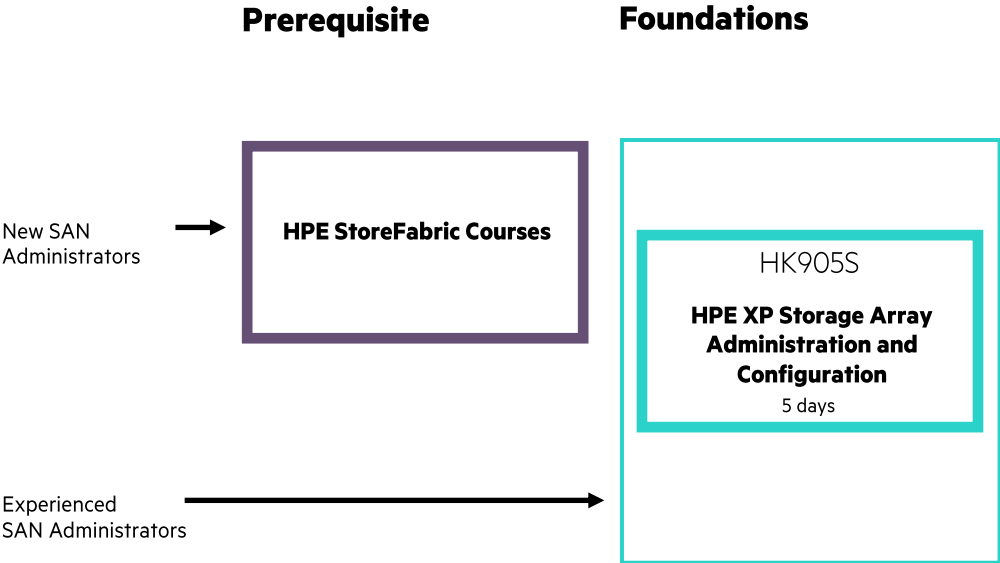 Prerequisite
Foundations
New SAN
Administrators
HPE StoreFabric Courses
HK905S
HPE XP Storage Array
Administration and
Configuration
5 days
Experienced
SAN Administrators